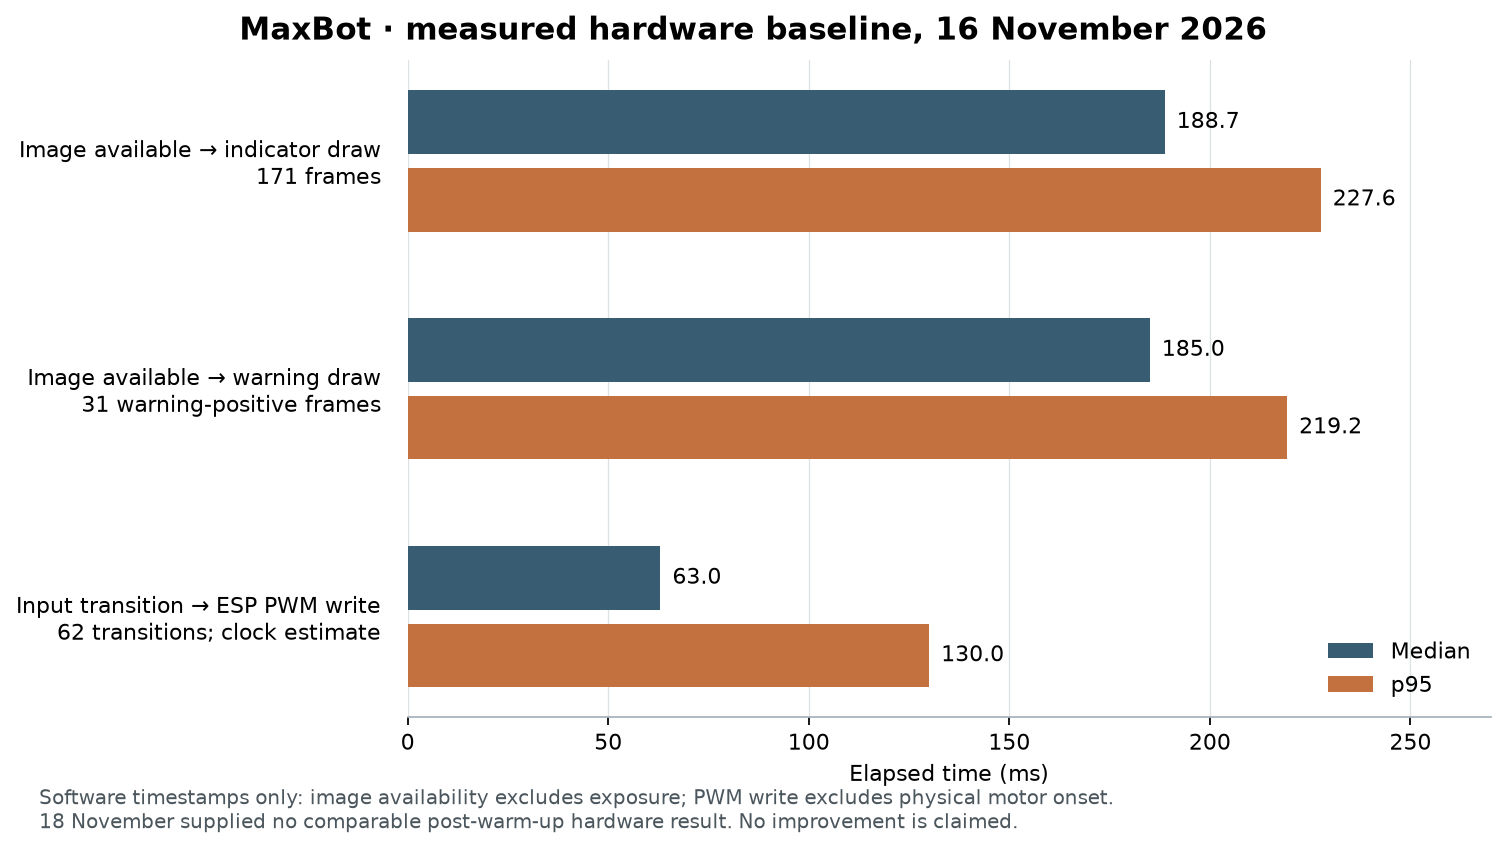 MaxBot · measured hardware baseline, 16 November 2026
Image available → indicator draw
171 frames
188.7
227.6
Image available → warning draw
31 warning-positive frames
185.0
219.2
Input transition → ESP PWM write
62 transitions; clock estimate
63.0
130.0
Median
p95
0 50 100 150 200 250
Elapsed time (ms)
Software timestamps only: image availability excludes exposure; PWM write excludes physical motor onset.
18 November supplied no comparable post-warm-up hardware result. No improvement is claimed.